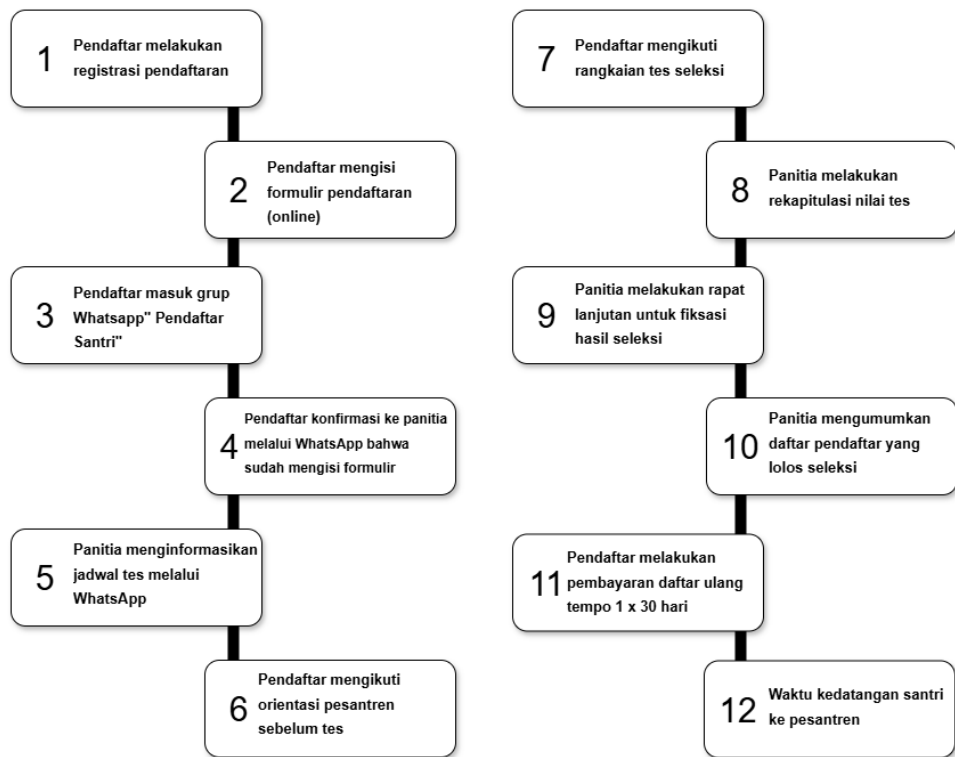 1
Pendaftar melakukan
registrasi pendaftaran
2
Pendaftar mengisi
formulir pendaftaran
(online)
3
Pendaftar masuk grup
Whatsapp" Pendaftar
Santri"
4
Pendaftar konfirmasi ke panitia
melalui WhatsApp bahwa
sudah mengisi formulir
5
Panitia menginformasikan
jadwal tes melalui
WhatsApp
6
Pendaftar mengikuti
orientasi pesantren
sebelum tes
7
Pendaftar mengikuti
rangkaian tes seleksi
8
Panitia melakukan
rekapitulasi nilai tes
9
Panitia melakukan rapat
lanjutan untuk fiksasi
hasil seleksi
10
Panitia mengumumkan
daftar pendaftar yang
lolos seleksi
11
Pendaftar melakukan
pembayaran daftar ulang
tempo 1 x 30 hari
12
Waktu kedatangan santri
ke pesantren